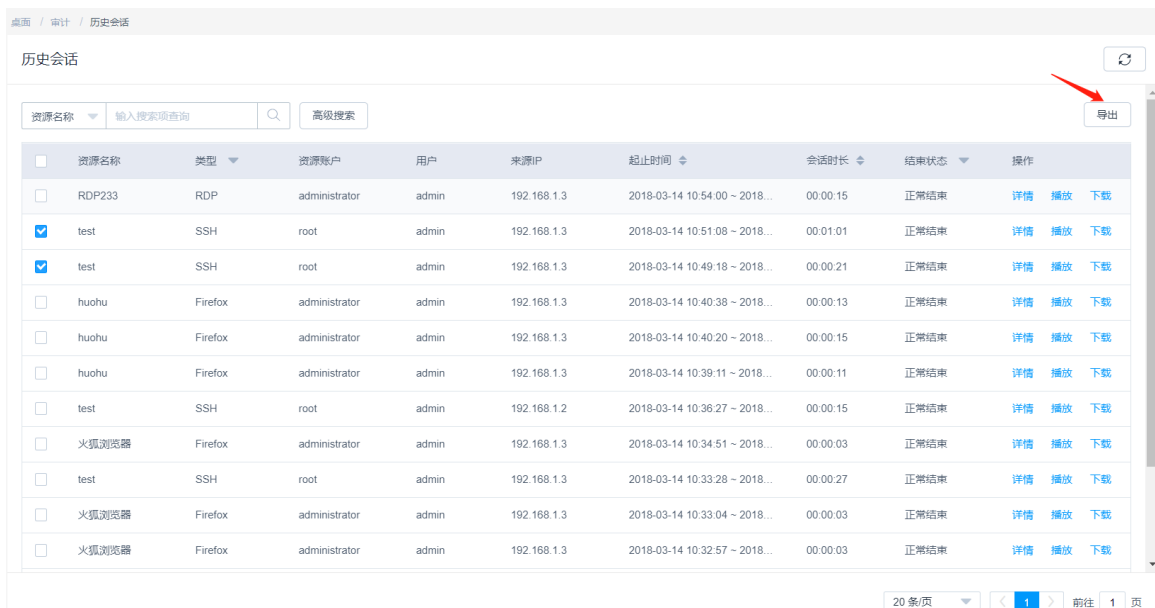 桌面 / 审计 / 历史会话
历史会话
资源名称 输入搜索项查询 高级搜索 导出
资源名称 类型 资源账户 用户 来源IP 起止时间 会话时长 结束状态 操作
RDP233 RDP administrator admin 192.168.1.3 2018-03-14 10:54:00 ~ 2018... 00:00:15 正常结束 详情 播放 下载
test SSH root admin 192.168.1.3 2018-03-14 10:51:08 ~ 2018... 00:01:01 正常结束 详情 播放 下载
test SSH root admin 192.168.1.3 2018-03-14 10:49:18 ~ 2018... 00:00:21 正常结束 详情 播放 下载
huohu Firefox administrator admin 192.168.1.3 2018-03-14 10:40:38 ~ 2018... 00:00:13 正常结束 详情 播放 下载
huohu Firefox administrator admin 192.168.1.3 2018-03-14 10:40:20 ~ 2018... 00:00:15 正常结束 详情 播放 下载
huohu Firefox administrator admin 192.168.1.3 2018-03-14 10:39:11 ~ 2018... 00:00:11 正常结束 详情 播放 下载
test SSH root admin 192.168.1.2 2018-03-14 10:36:27 ~ 2018... 00:00:15 正常结束 详情 播放 下载
火狐浏览器 Firefox administrator admin 192.168.1.3 2018-03-14 10:34:51 ~ 2018... 00:00:03 正常结束 详情 播放 下载
test SSH root admin 192.168.1.3 2018-03-14 10:33:28 ~ 2018... 00:00:27 正常结束 详情 播放 下载
火狐浏览器 Firefox administrator admin 192.168.1.3 2018-03-14 10:33:04 ~ 2018... 00:00:03 正常结束 详情 播放 下载
火狐浏览器 Firefox administrator admin 192.168.1.3 2018-03-14 10:32:57 ~ 2018... 00:00:03 正常结束 详情 播放 下载
20 条/页 1 前往 1 页